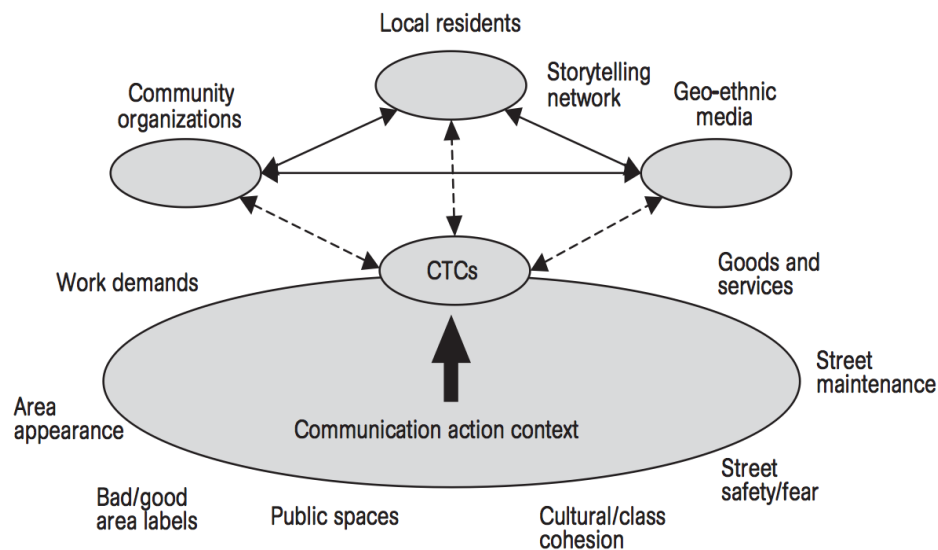 Local residents
Community
organizations
Storytelling
network
Geo-ethnic
media
CTCs
Work demands
Goods and
services
Street
maintenance
Area
appearance
Communication action context
Bad/good
area labels
Public spaces
Cultural/class
cohesion
Street
safety/fear